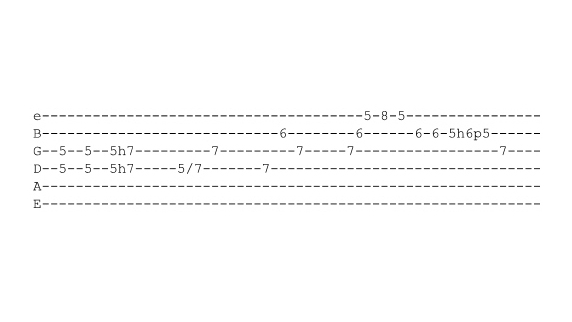 e--------------------------------------5-8-5----------------
B----------------------------6--------6------6-6-5h6p5------
G--5--5--5h7---------7---------7-----7-----------------7----
D--5--5--5h7-----5/7-------7--------------------------------
A-----------------------------------------------------------
E-----------------------------------------------------------